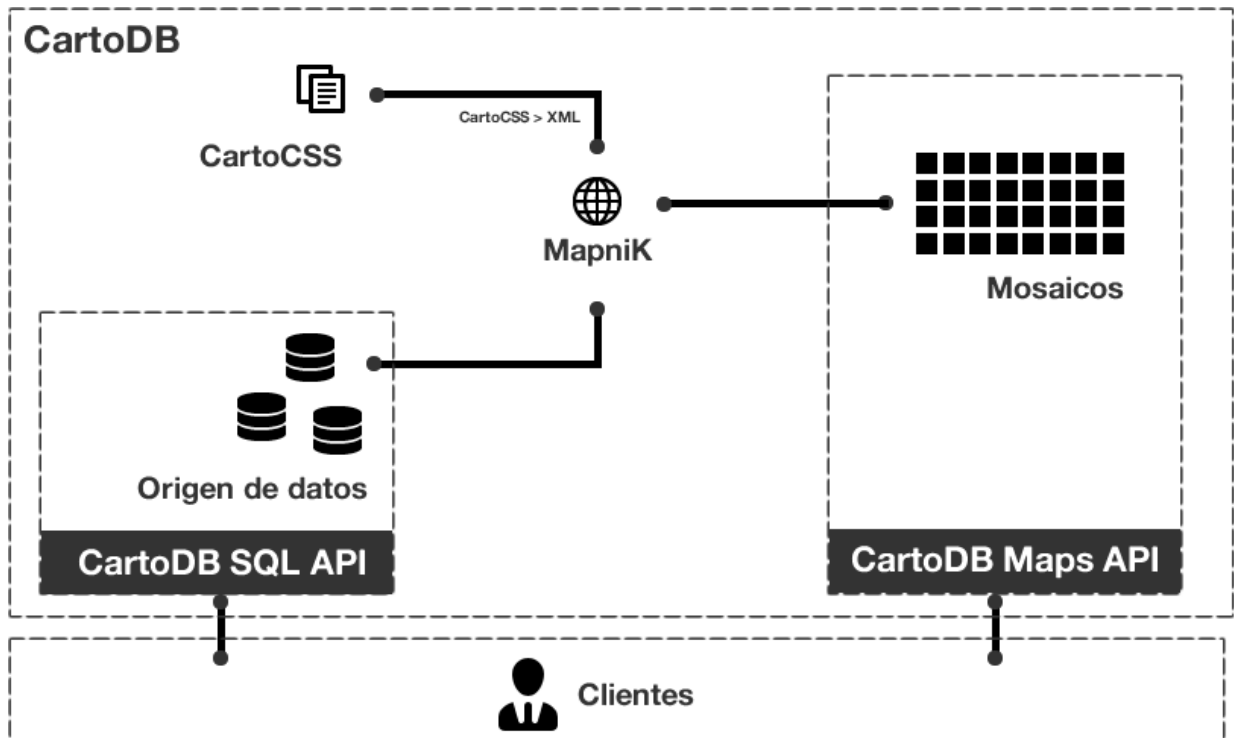 CartoDB
CartoCSS > XML
CartoCSS
MapniK
Mosaicos
Origen de datos
CartoDB SQL API
CartoDB Maps API
Clientes